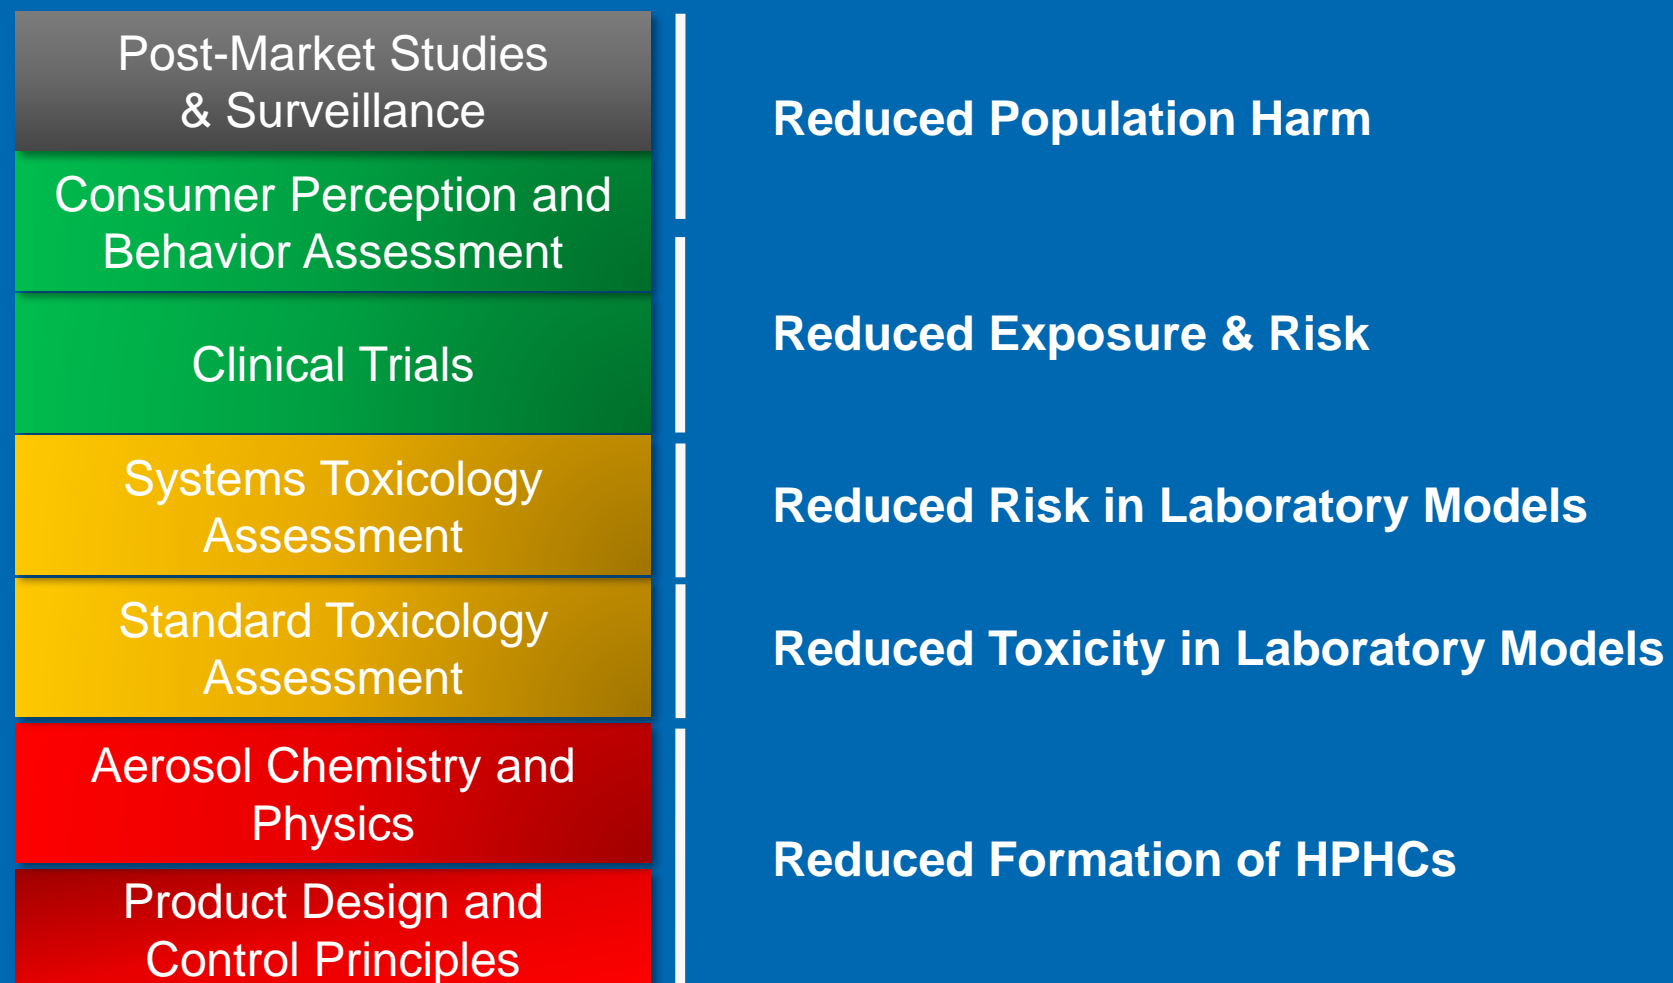 Post-Market Studies
& Surveillance
Reduced Population Harm
Consumer Perception and
Behavior Assessment
Clinical Trials
Reduced Exposure & Risk
Systems Toxicology
Assessment
Reduced Risk in Laboratory Models
Standard Toxicology
Assessment
Reduced Toxicity in Laboratory Models
Aerosol Chemistry and
Physics
Reduced Formation of HPHCs
Product Design and
Control Principles